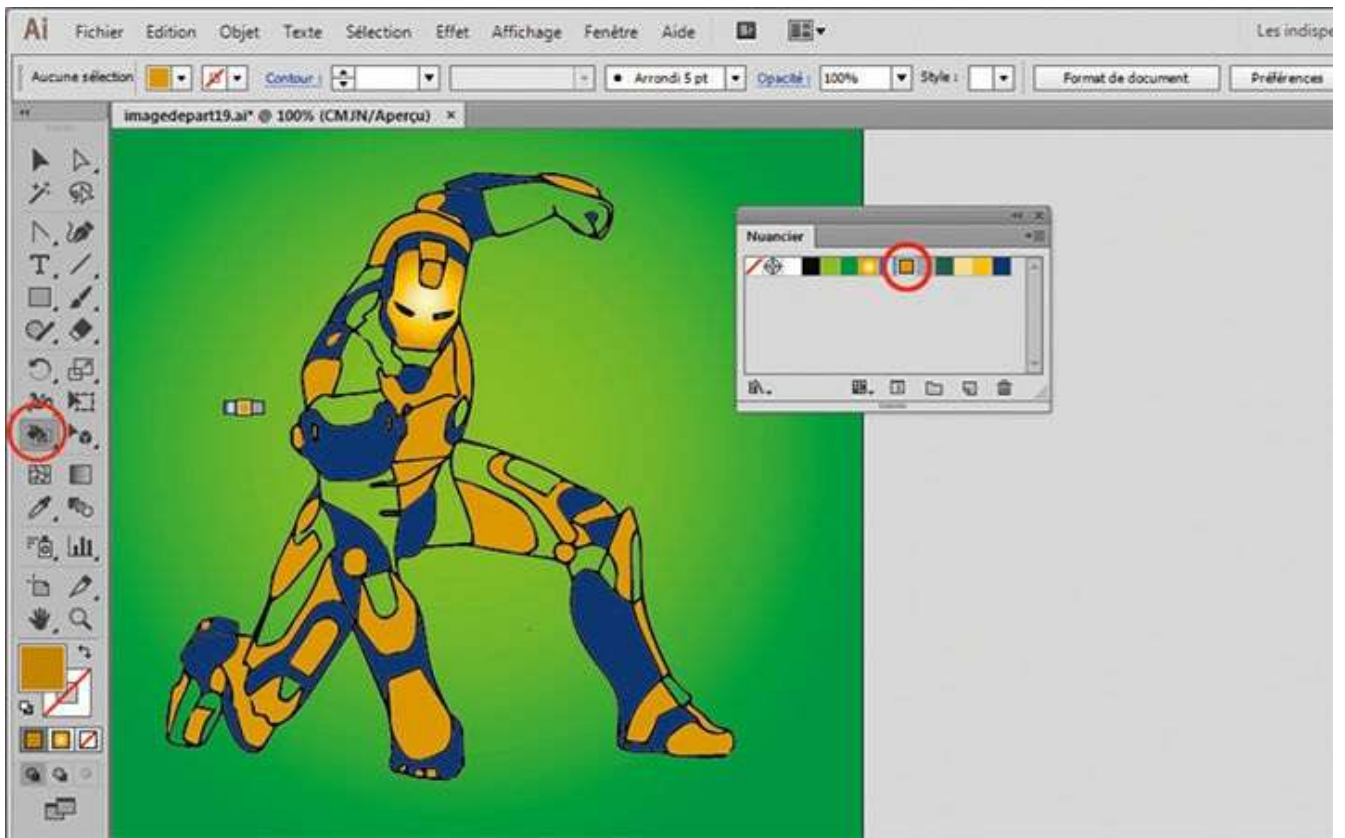 Ai Fichier Edition Objet Texte Sélection Effet Affichage Fenêtre Aide Br Les indispe
Aucune sélection Contour : Arrondi 5 pt Opacité : 100% Style : Format de document Préférences
imagedepart19.ai* @ 100% (CMJN/Aperçu) ×
Nuancier